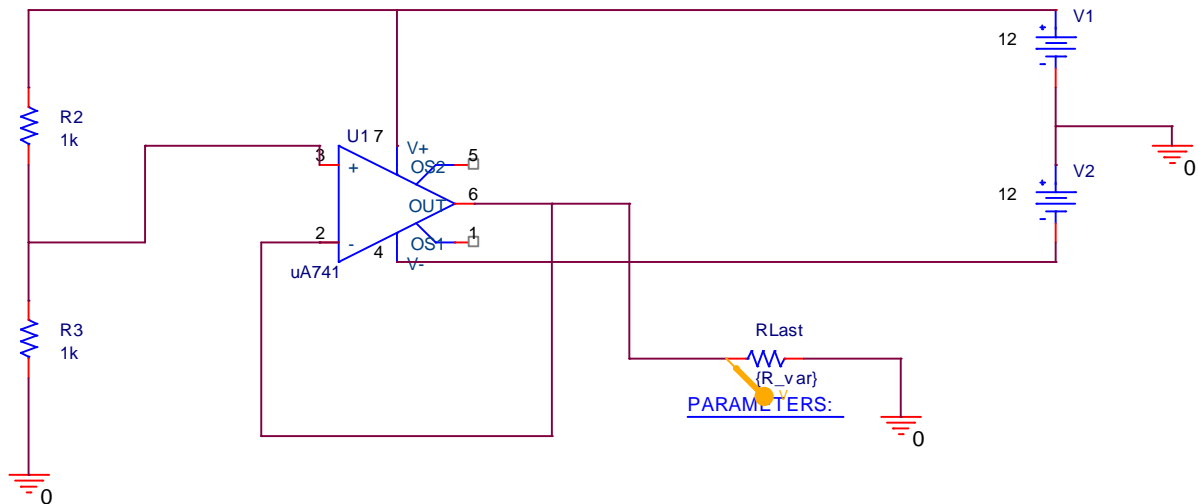 V1
12
R2
1k
U1
7
V+
5
OS2
3
+
6
OUT
V2
12
0
2
-
1
OS1
4
V-
uA741
R3
1k
RLast
{R_var}
V
PARAMETERS:
0
0